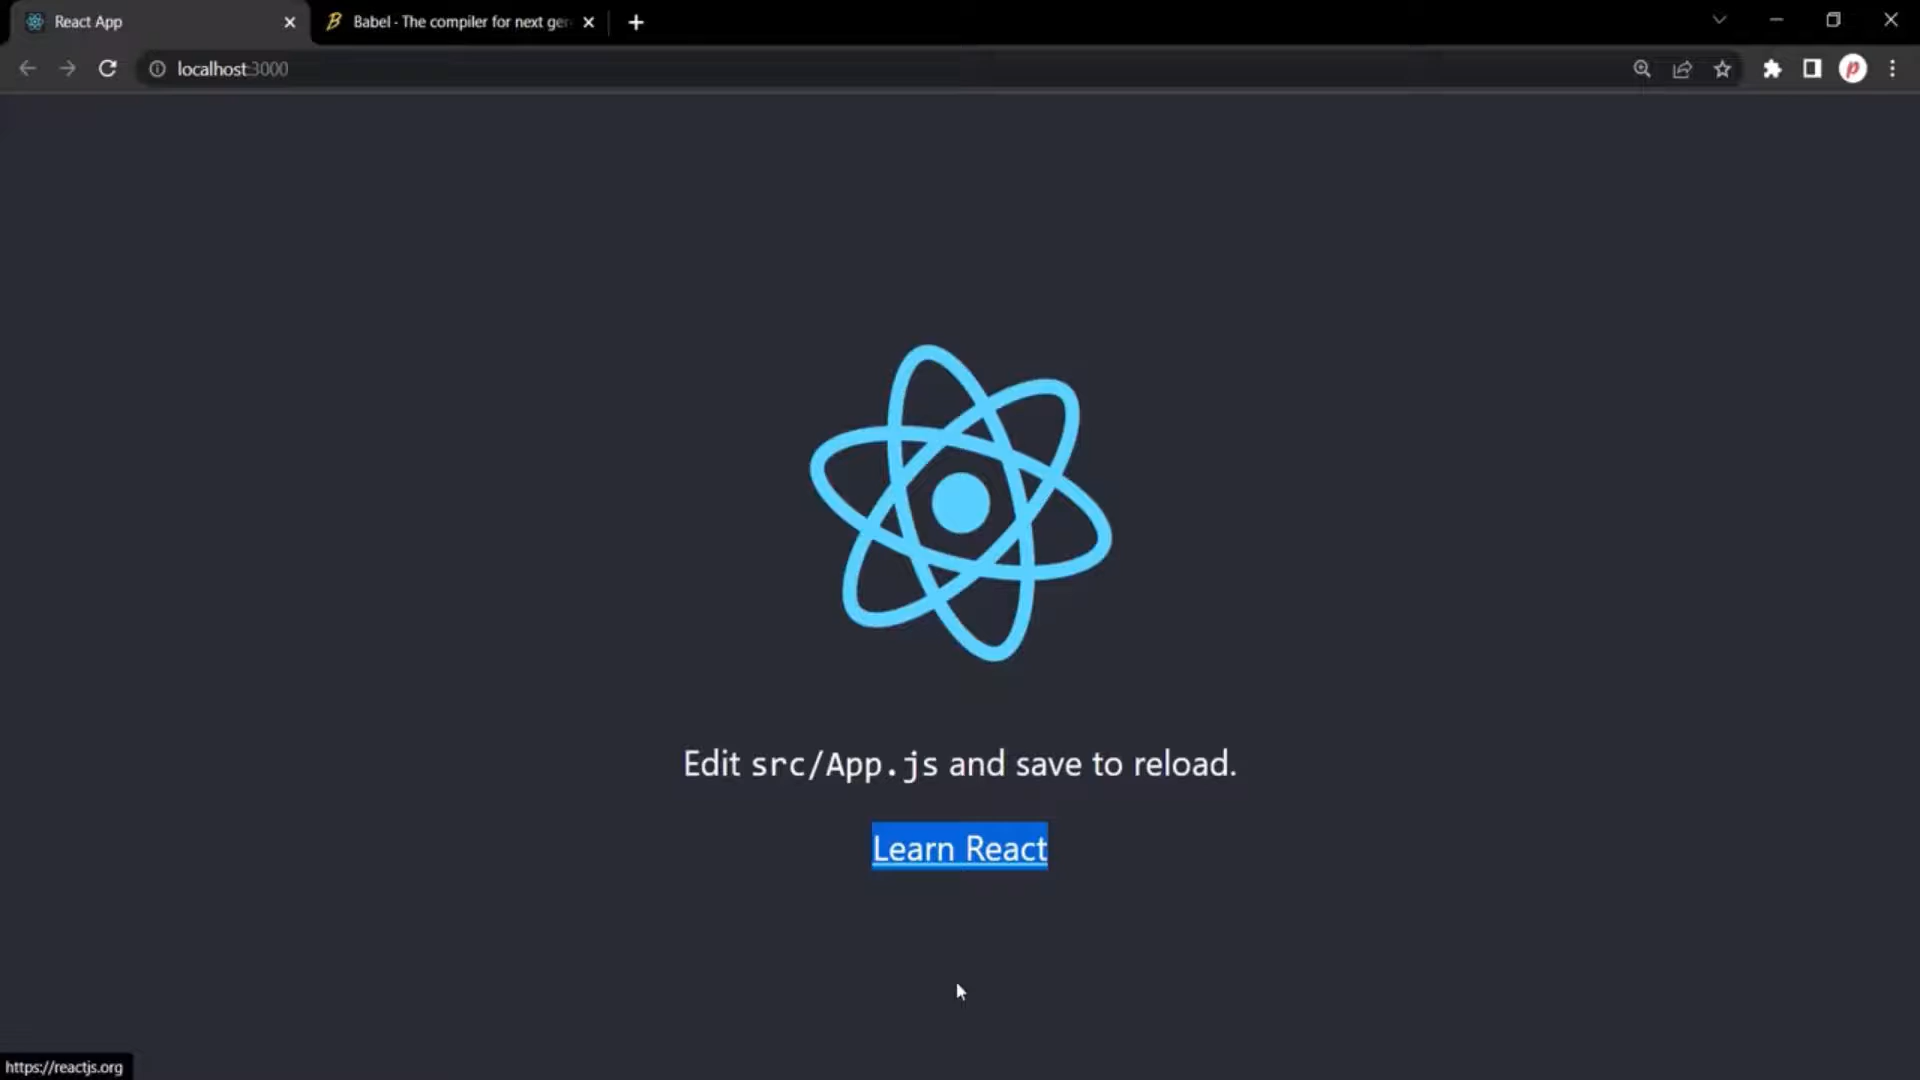 React App
Babel - The compiler for next gen
localhost:3000
Edit src/App.js and save to reload.
Learn React
https://reactjs.org